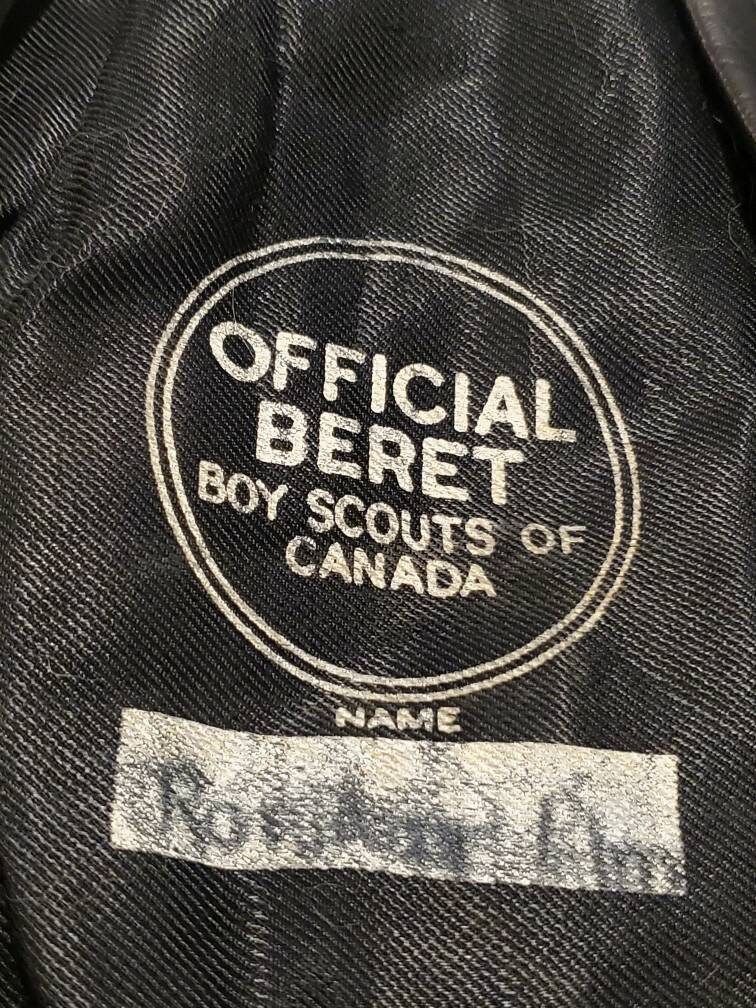 OFFICIAL
BERET
BOY SCOUTS OF
CANADA
NAME